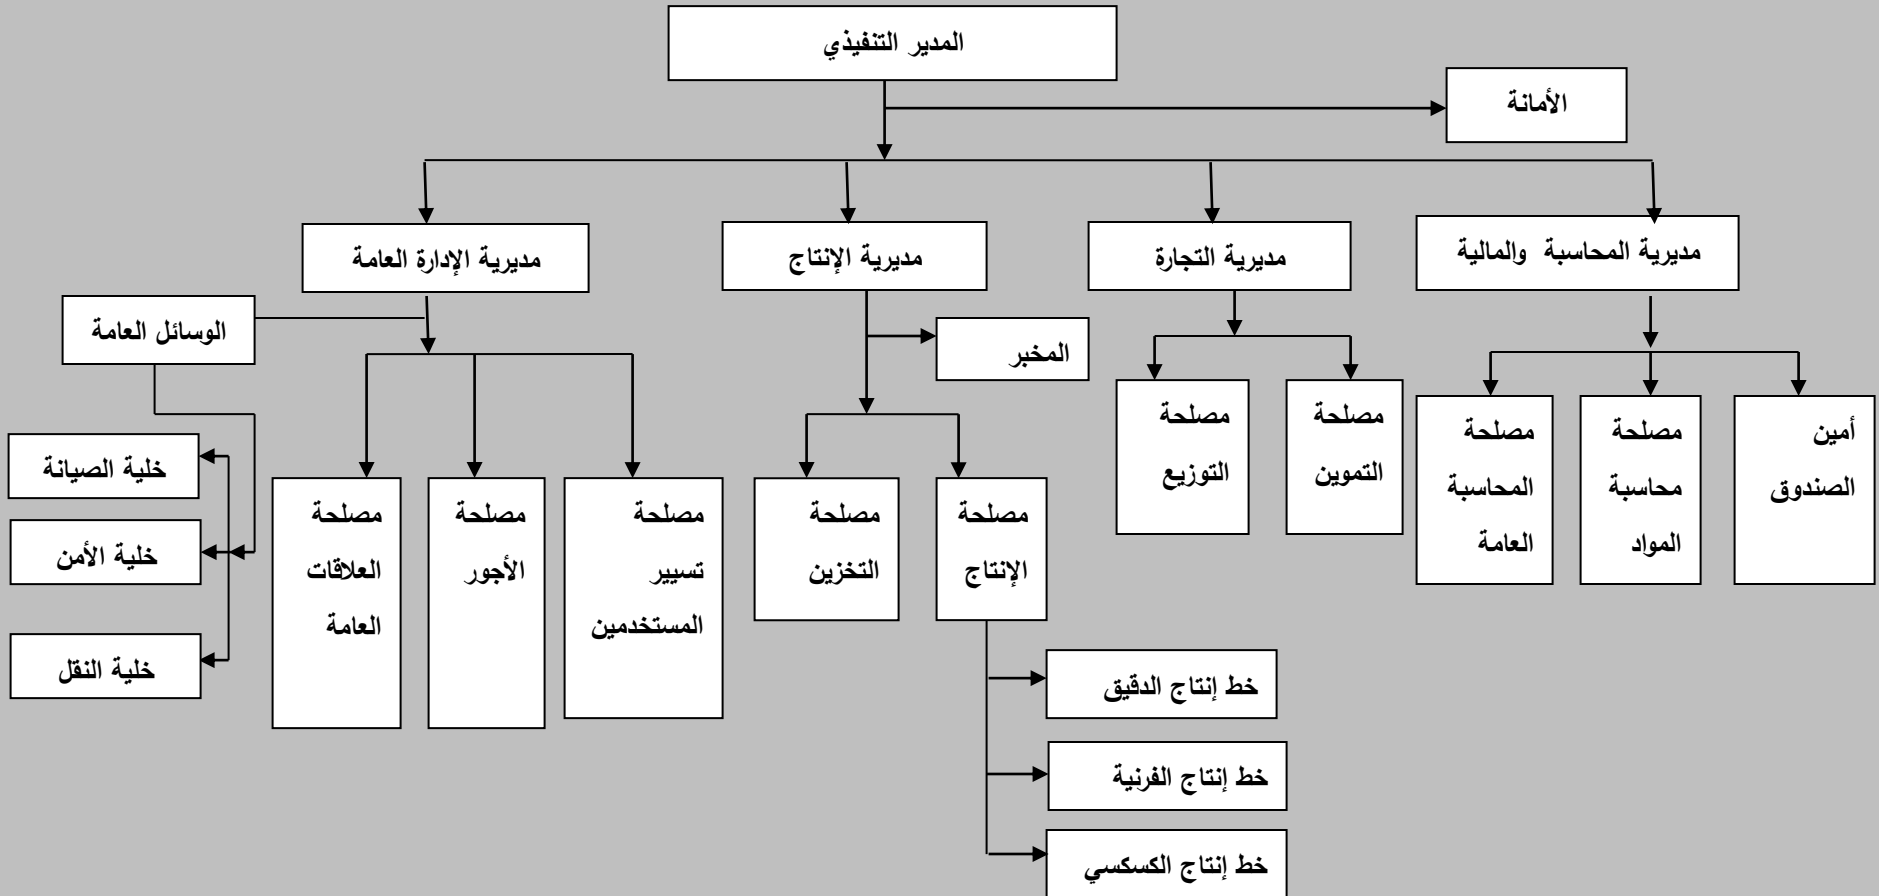 المدير التنفيذي
الأمانة
مديرية المحاسبة والمالية
مديرية التجارة
مديرية الإنتاج
مديرية الإدارة العامة
الوسائل العامة
المخبر
أمين
الصندوق
مصلحة
محاسبة
المواد
مصلحة
المحاسبة
العامة
مصلحة
التموين
مصلحة
التوزيع
مصلحة
الإنتاج
مصلحة
التخزين
مصلحة
تسيير
المستخدمين
مصلحة
الأجور
مصلحة
العلاقات
العامة
خلية الصيانة
خلية الأمن
خلية النقل
خط إنتاج الدقيق
خط إنتاج الفرنية
خط إنتاج الكسكسي